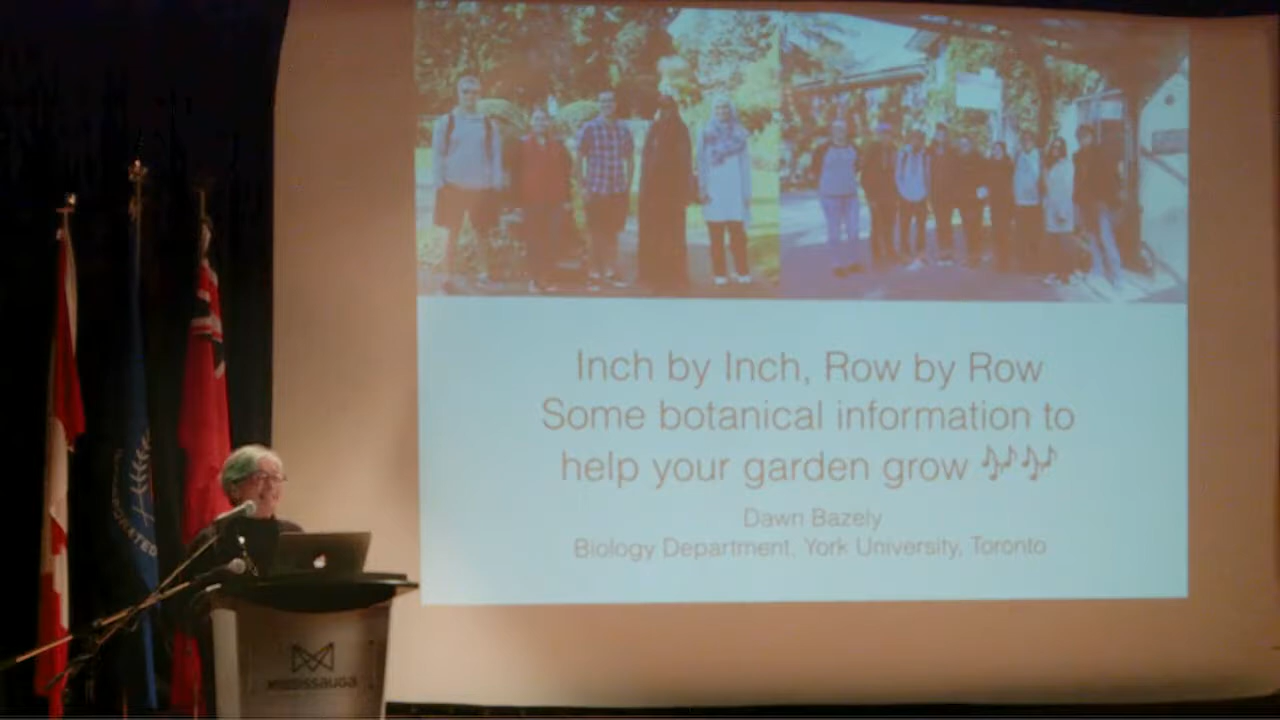 Inch by Inch, Row by Row
Some botanical information to
help your garden grow 🎶🎶
Dawn Bazely
Biology Department, York University, Toronto
mississauga